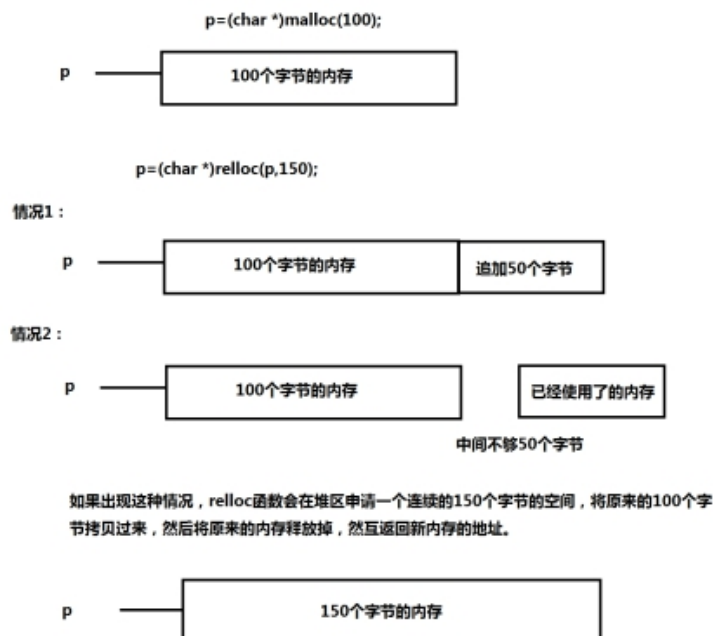 p=(char *)malloc(100);
p
100个字节的内存
p=(char *)relloc(p,150);
情况1：
p
100个字节的内存
追加50个字节
情况2：
p
100个字节的内存
已经使用了的内存
中间不够50个字节
如果出现这种情况，relloc函数会在堆区申请一个连续的150个字节的空间，将原来的100个字
节拷贝过来，然后将原来的内存释放掉，然互返回新内存的地址。
p
150个字节的内存